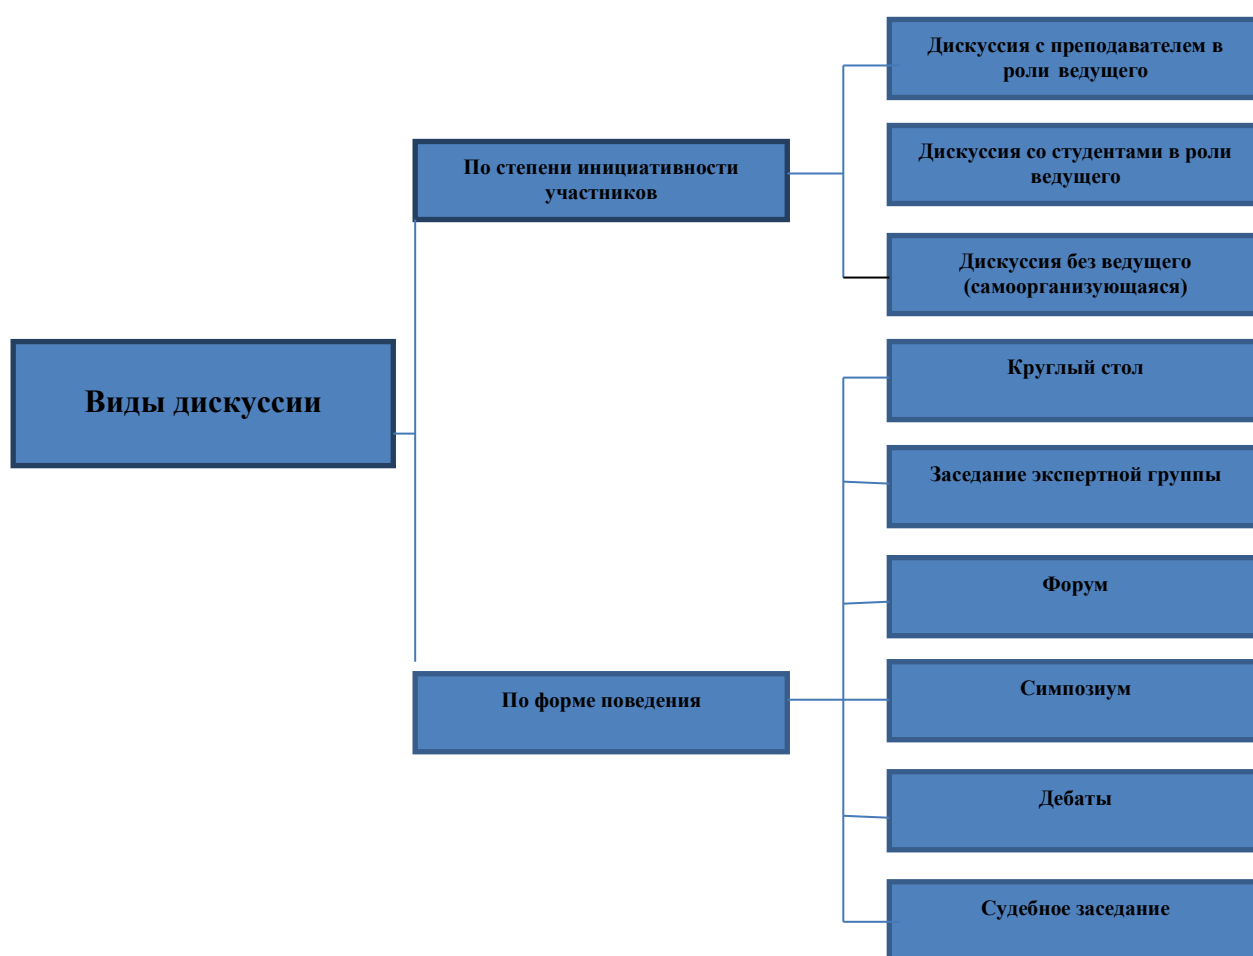 Виды дискуссии
По степени инициативности
участников
Дискуссия с преподавателем в
роли ведущего
Дискуссия со студентами в роли
ведущего
Дискуссия без ведущего
(самоорганизующаяся)
По форме поведения
Круглый стол
Заседание экспертной группы
Форум
Симпозиум
Дебаты
Судебное заседание